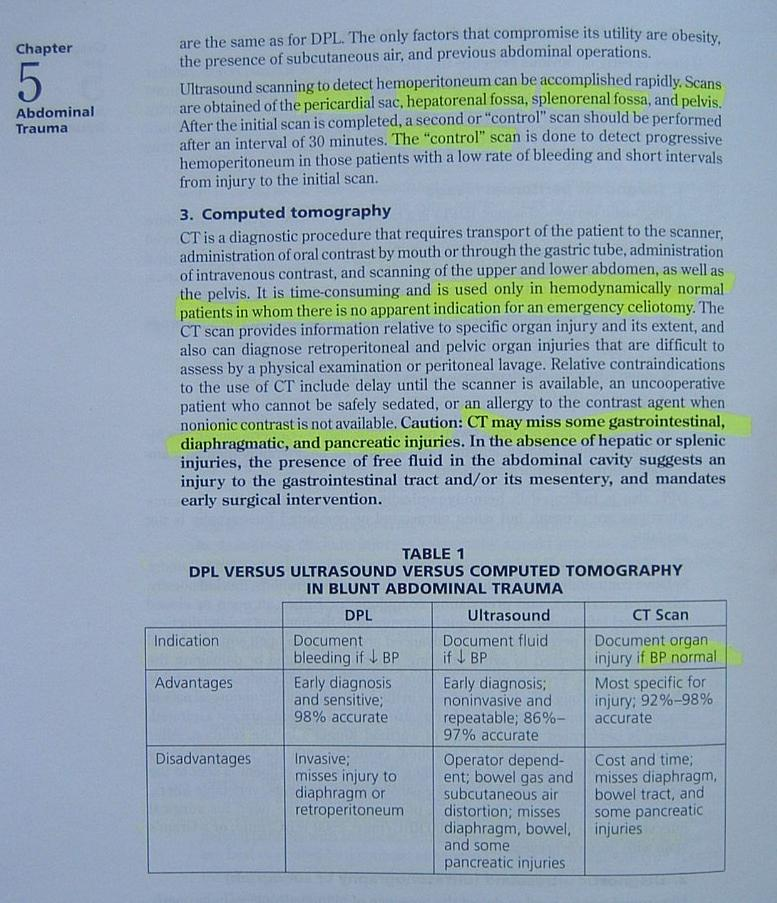 Chapter
5
Abdominal
Trauma
are the same as for DPL. The only factors that compromise its utility are obesity,
the presence of subcutaneous air, and previous abdominal operations.
Ultrasound scanning to detect hemoperitoneum can be accomplished rapidly. Scans
are obtained of the pericardial sac, hepatorenal fossa, splenorenal fossa, and pelvis.
After the initial scan is completed, a second or “control” scan should be performed
after an interval of 30 minutes. The “control” scan is done to detect progressive
hemoperitoneum in those patients with a low rate of bleeding and short intervals
from injury to the initial scan.
3. Computed tomography
CT is a diagnostic procedure that requires transport of the patient to the scanner,
administration of oral contrast by mouth or through the gastric tube, administration
of intravenous contrast, and scanning of the upper and lower abdomen, as well as
the pelvis. It is time-consuming and is used only in hemodynamically normal
patients in whom there is no apparent indication for an emergency celiotomy. The
CT scan provides information relative to specific organ injury and its extent, and
also can diagnose retroperitoneal and pelvic organ injuries that are difficult to
assess by a physical examination or peritoneal lavage. Relative contraindications
to the use of CT include delay until the scanner is available, an uncooperative
patient who cannot be safely sedated, or an allergy to the contrast agent when
nonionic contrast is not available. Caution: CT may miss some gastrointestinal,
diaphragmatic, and pancreatic injuries. In the absence of hepatic or splenic
injuries, the presence of free fluid in the abdominal cavity suggests an
injury to the gastrointestinal tract and/or its mesentery, and mandates
early surgical intervention.
TABLE 1
DPL VERSUS ULTRASOUND VERSUS COMPUTED TOMOGRAPHY
IN BLUNT ABDOMINAL TRAUMA
DPL Ultrasound CT Scan
Indication Document Document fluid Document organ
bleeding if ↓ BP if ↓ BP injury if BP normal
Advantages Early diagnosis Early diagnosis; Most specific for
and sensitive; noninvasive and injury; 92%–98%
98% accurate repeatable; 86%– accurate
97% accurate
Disadvantages Invasive; Operator depend- Cost and time;
misses injury to ent; bowel gas and misses diaphragm,
diaphragm or subcutaneous air bowel tract, and
retroperitoneum distortion; misses some pancreatic
diaphragm, bowel, injuries
and some
pancreatic injuries